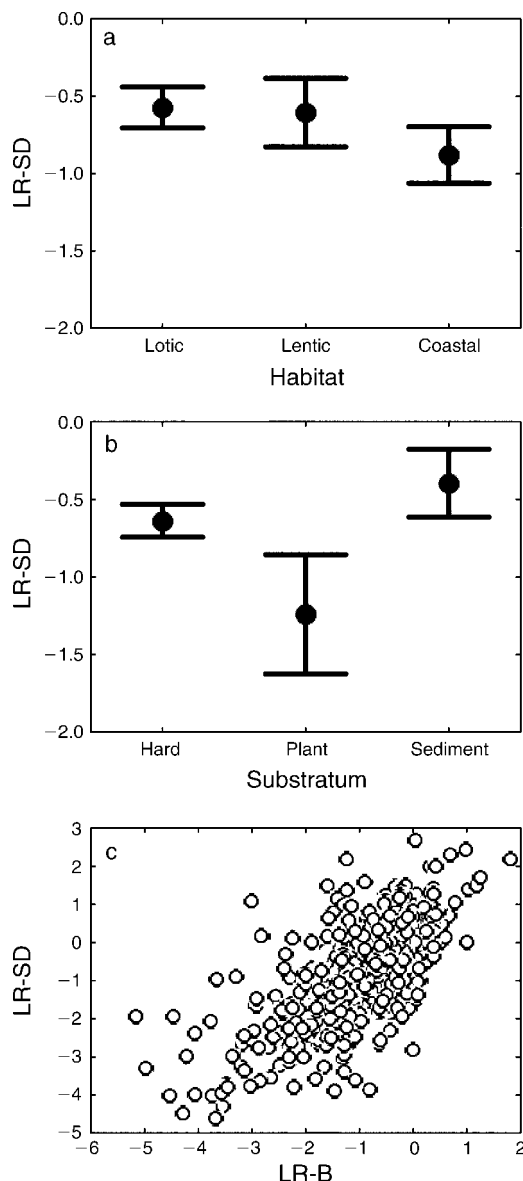 a
0.0
−0.5
−1.0
−1.5
−2.0
LR-SD
Lotic Lentic Coastal
Habitat
b
0.0
−0.5
−1.0
−1.5
−2.0
LR-SD
Hard Plant Sediment
Substratum
c
3
2
1
0
−1
−2
−3
−4
−5
LR-SD
−6 −5 −4 −3 −2 −1 0 1 2
LR-B